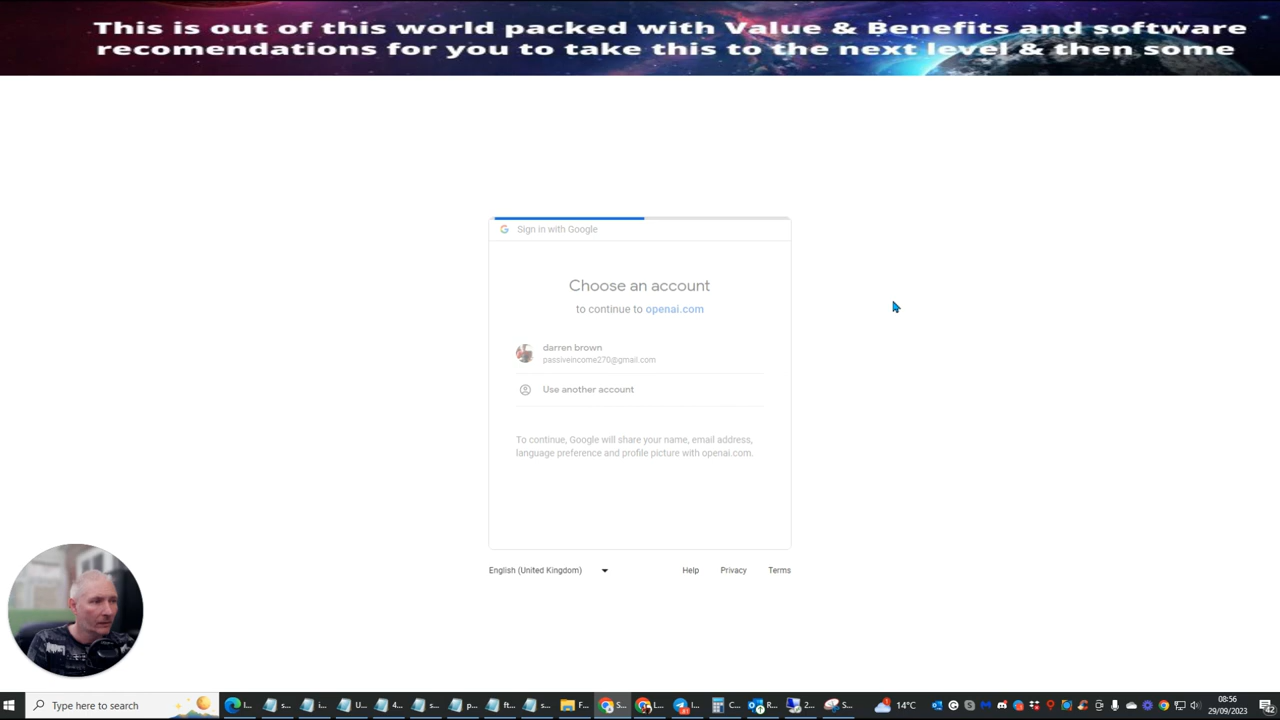 This is out of this world packed with Value & Benefits and software
recomendations for you to take this to the next level & then some
Sign in with Google
Choose an account
to continue to openai.com
darren brown
passiveincome270@gmail.com
Use another account
To continue, Google will share your name, email address,
language preference and profile picture with openai.com.
English (United Kingdom)
Help
Privacy
Terms
Type here to search
I...
s...
i...
U...
4...
s...
p...
ft...
s...
F...
S...
L...
I...
C...
I...
2...
S...
14°C
08:56
29/09/2023